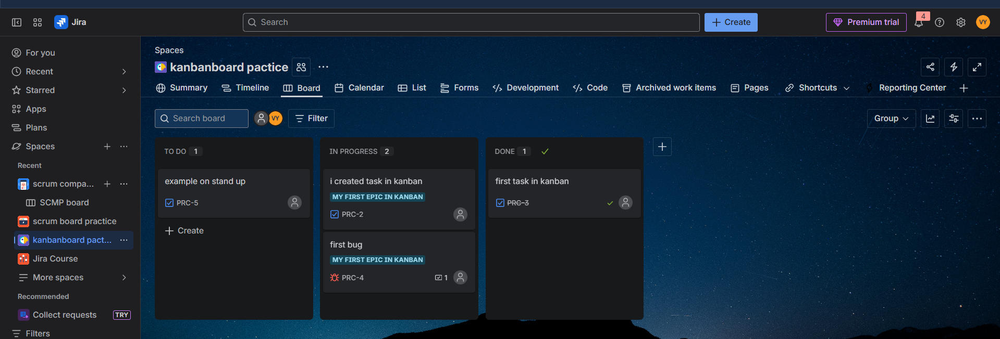 Jira
Search
Create
Premium trial
4
VY
For you
Recent
Starred
Apps
Plans
Spaces
Recent
scrum compa...
SCMP board
scrum board practice
kanbanboard pact...
Jira Course
More spaces
Recommended
Collect requests TRY
Filters
Spaces
kanbanboard pactice
Summary Timeline Board Calendar List Forms Development Code Archived work items Pages Shortcuts Reporting Center
Search board VY Filter Group
TO DO 1
example on stand up
PRC-5
Create
IN PROGRESS 2
i created task in kanban
MY FIRST EPIC IN KANBAN
PRC-2
first bug
MY FIRST EPIC IN KANBAN
PRC-4 1
DONE 1
first task in kanban
PRC-3